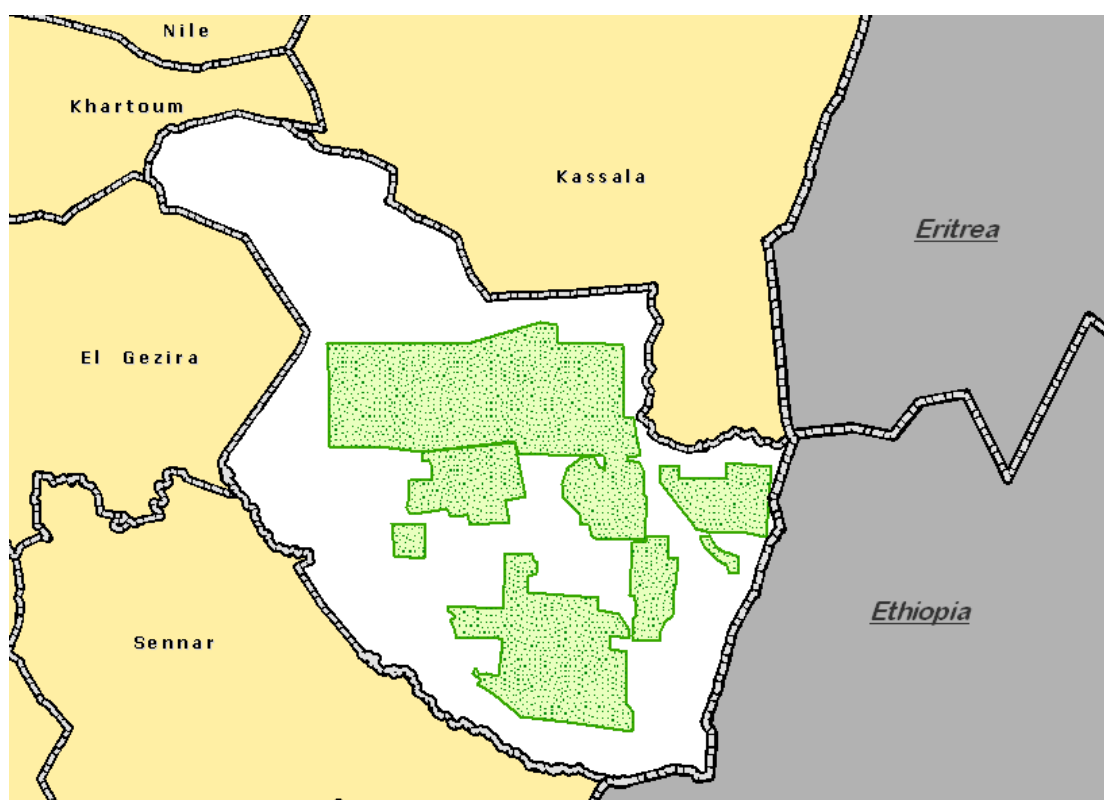 Nile
Khartoum
Kassala
Eritrea
El Gezira
Ethiopia
Sennar